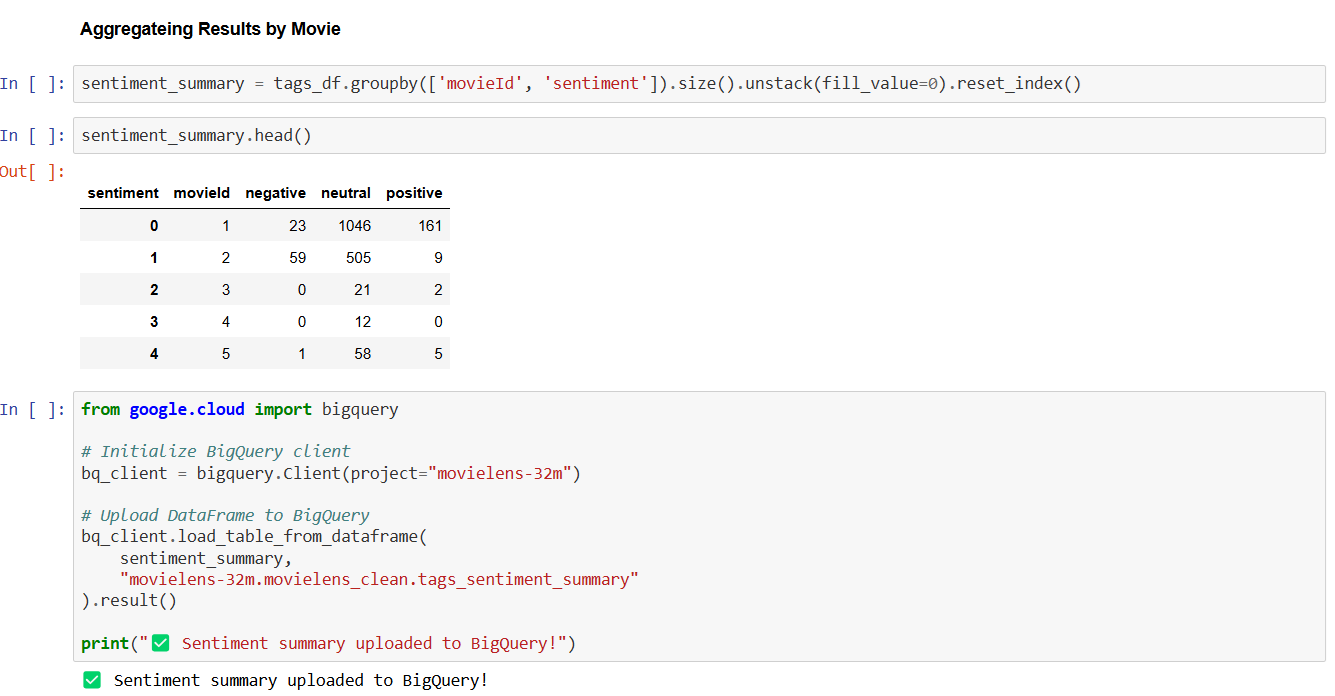 Aggregateing Results by Movie
In [ ]: sentiment_summary = tags_df.groupby(['movieId', 'sentiment']).size().unstack(fill_value=0).reset_index()
In [ ]: sentiment_summary.head()
Out[ ]:
sentiment movieId negative neutral positive
0 1 23 1046 161
1 2 59 505 9
2 3 0 21 2
3 4 0 12 0
4 5 1 58 5
In [ ]: from google.cloud import bigquery
# Initialize BigQuery client
bq_client = bigquery.Client(project="movielens-32m")
# Upload DataFrame to BigQuery
bq_client.load_table_from_dataframe(
    sentiment_summary,
    "movielens-32m.movielens_clean.tags_sentiment_summary"
).result()
print("✅ Sentiment summary uploaded to BigQuery!")
✅ Sentiment summary uploaded to BigQuery!